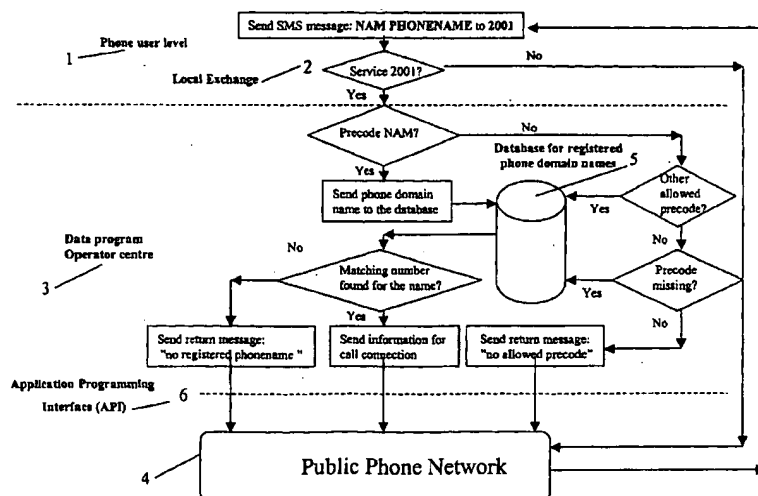 Send SMS message: NAM PHONENAME to 2001
1
Phone user level
Local Exchange
2
Service 2001?
No
Yes
Precode NAM?
No
Yes
Database for registered
phone domain names
5
Send phone domain
name to the database
Other
allowed
precode?
Yes
No
Data program
Operator centre
3
No
Matching number
found for the name?
Yes
Precode
missing?
Yes
No
Send return message:
"no registered phonename"
Send information for
call connection
Send return message:
"no allowed precode"
Application Programming
Interface (API)
6
4
Public Phone Network